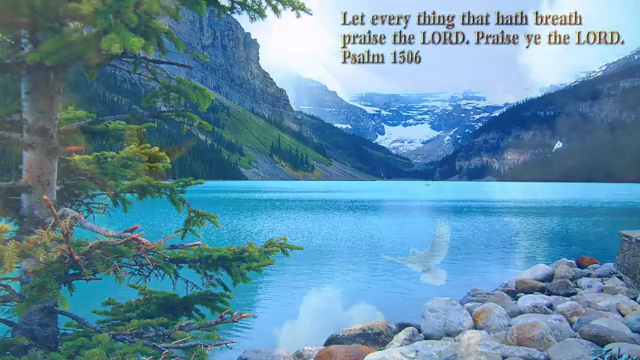 Let every thing that hath breath
praise the LORD. Praise ye the LORD.
Psalm 1506